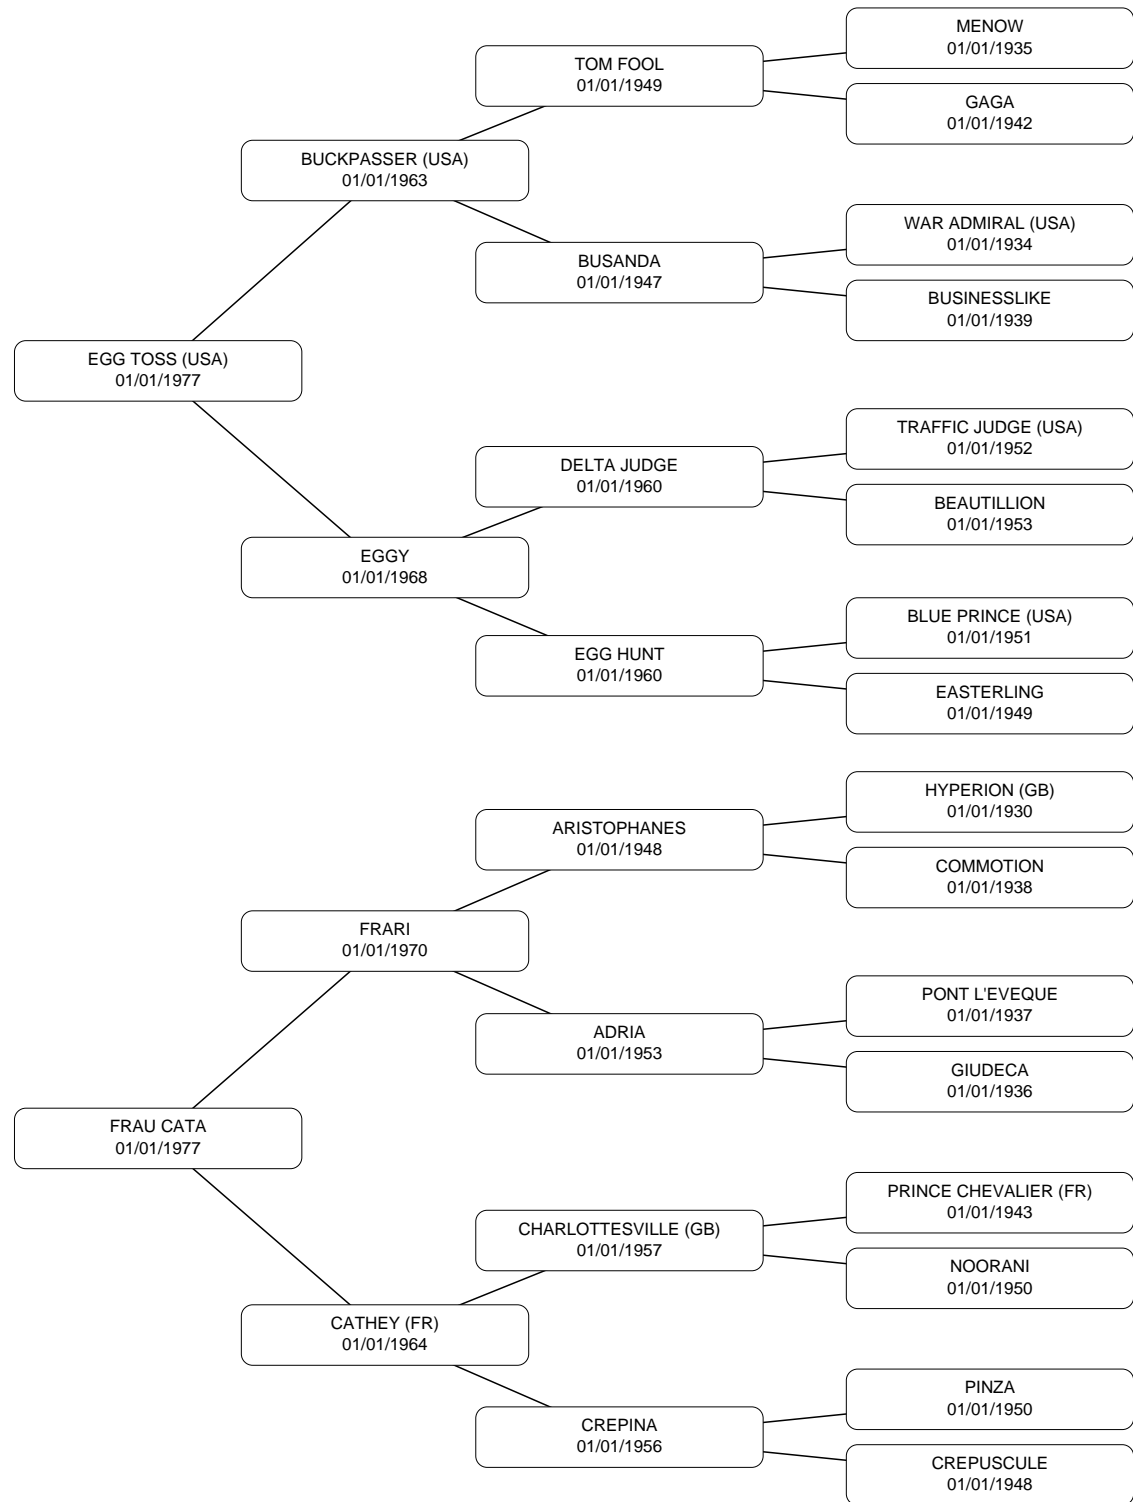 MENOW
01/01/1935
TOM FOOL
01/01/1949
GAGA
01/01/1942
BUCKPASSER (USA)
01/01/1963
WAR ADMIRAL (USA)
01/01/1934
BUSANDA
01/01/1947
BUSINESSLIKE
01/01/1939
EGG TOSS (USA)
01/01/1977
TRAFFIC JUDGE (USA)
01/01/1952
DELTA JUDGE
01/01/1960
BEAUTILLION
01/01/1953
EGGY
01/01/1968
BLUE PRINCE (USA)
01/01/1951
EGG HUNT
01/01/1960
EASTERLING
01/01/1949
HYPERION (GB)
01/01/1930
ARISTOPHANES
01/01/1948
COMMOTION
01/01/1938
FRARI
01/01/1970
PONT L'EVEQUE
01/01/1937
ADRIA
01/01/1953
GIUDECA
01/01/1936
FRAU CATA
01/01/1977
PRINCE CHEVALIER (FR)
01/01/1943
CHARLOTTESVILLE (GB)
01/01/1957
NOORANI
01/01/1950
CATHEY (FR)
01/01/1964
PINZA
01/01/1950
CREPINA
01/01/1956
CREPUSCULE
01/01/1948